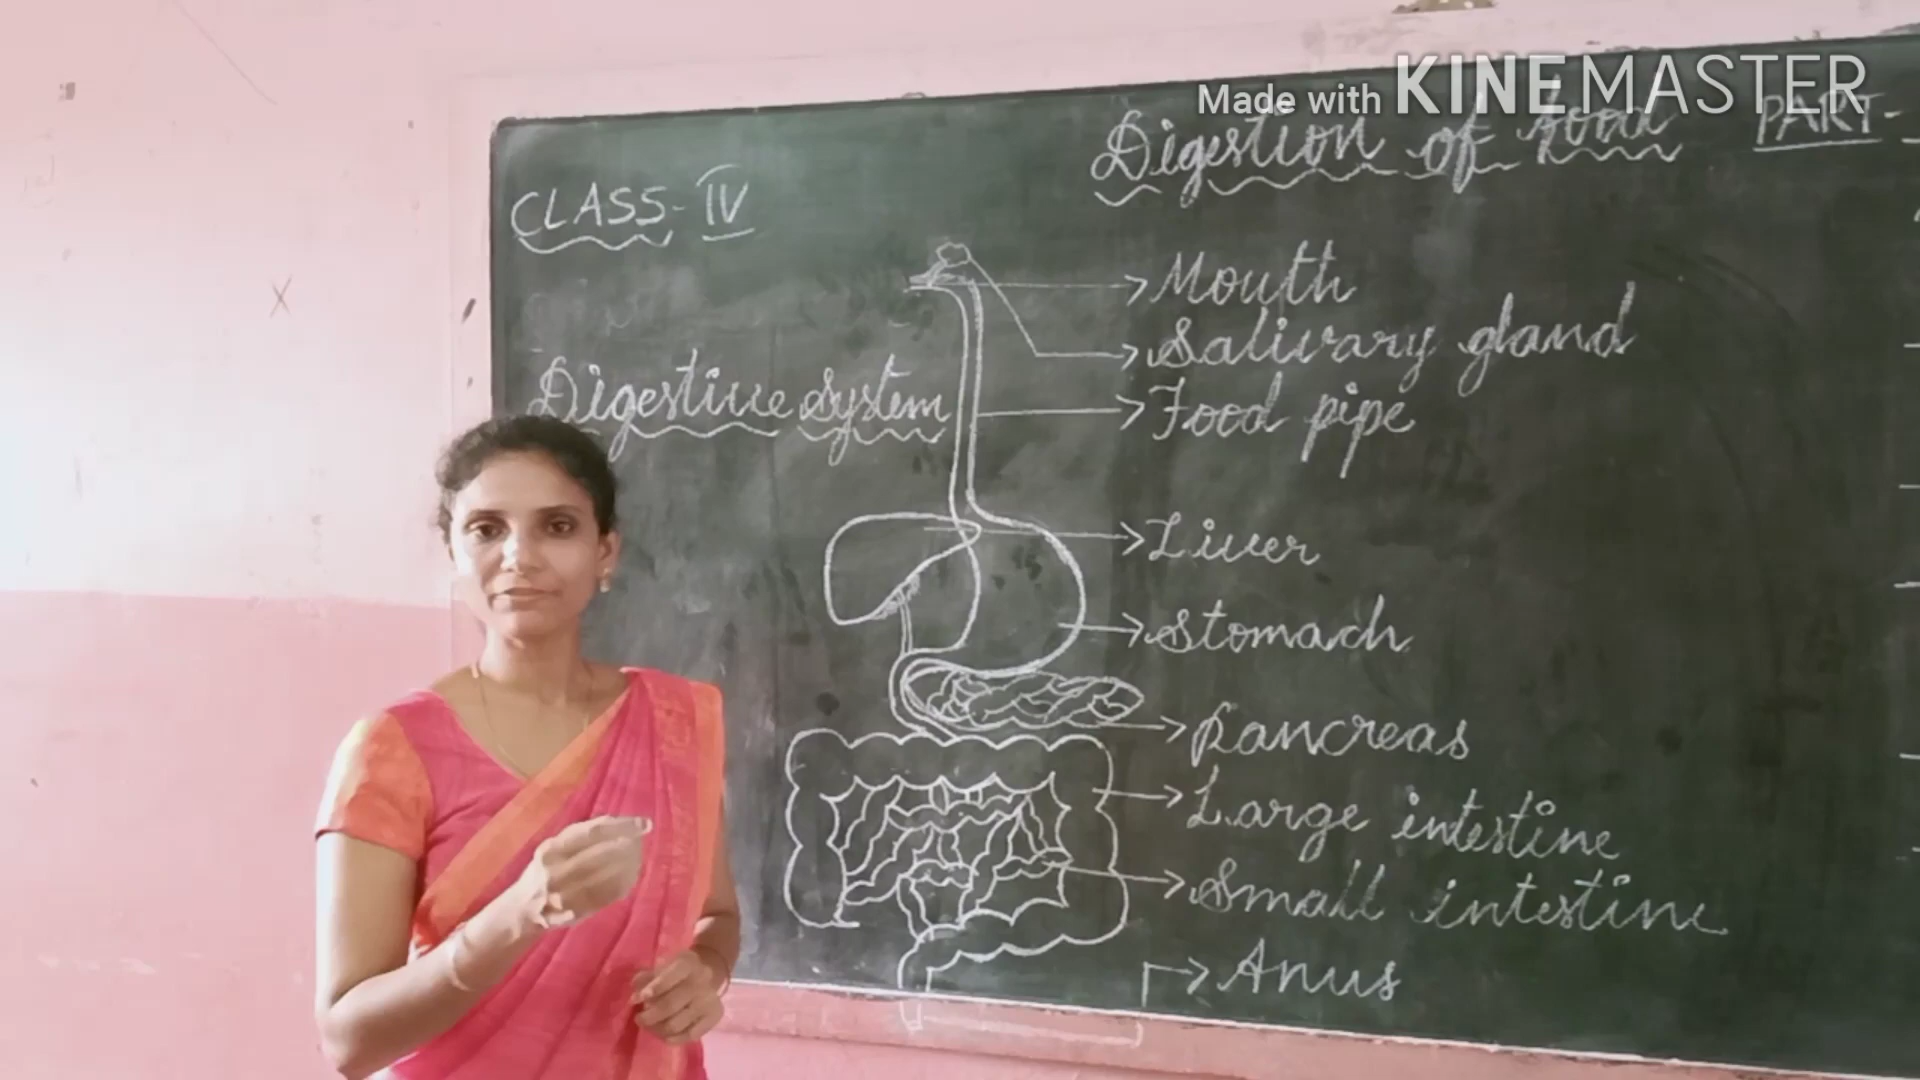 Made with KINEMASTER
Digestion of food PART-
CLASS-IV
Mouth
Salivary gland
Digestive system
Food pipe
Liver
Stomach
Pancreas
Large intestine
Small intestine
Anus